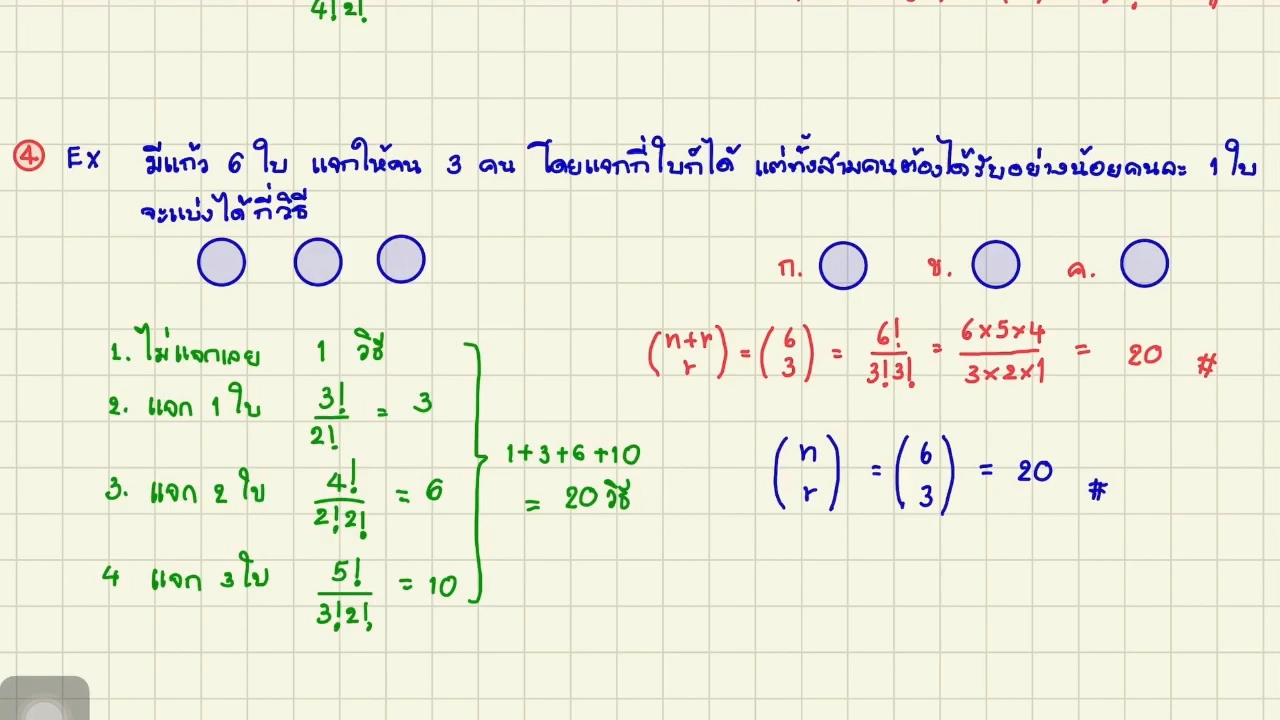 4!2!
④ Ex มีแก้ว 6 ใบ แจกให้คน 3 คน โดยแจกกี่ใบก็ได้ แต่ทั้งสามคนต้องได้รับอย่างน้อยคนละ 1 ใบ
จะแบ่งได้กี่วิธี
ก. ข. ค.
1. ไม่แจกเลย 1 วิธี
2. แจก 1 ใบ 3!/2! = 3
3. แจก 2 ใบ 4!/2!2! = 6
4 แจก 3 ใบ 5!/3!2! = 10
1+3+6+10
= 20 วิธี
(n+r r) = (6 3) = 6!/3!3! = 6×5×4/3×2×1 = 20 #
(n r) = (6 3) = 20 #